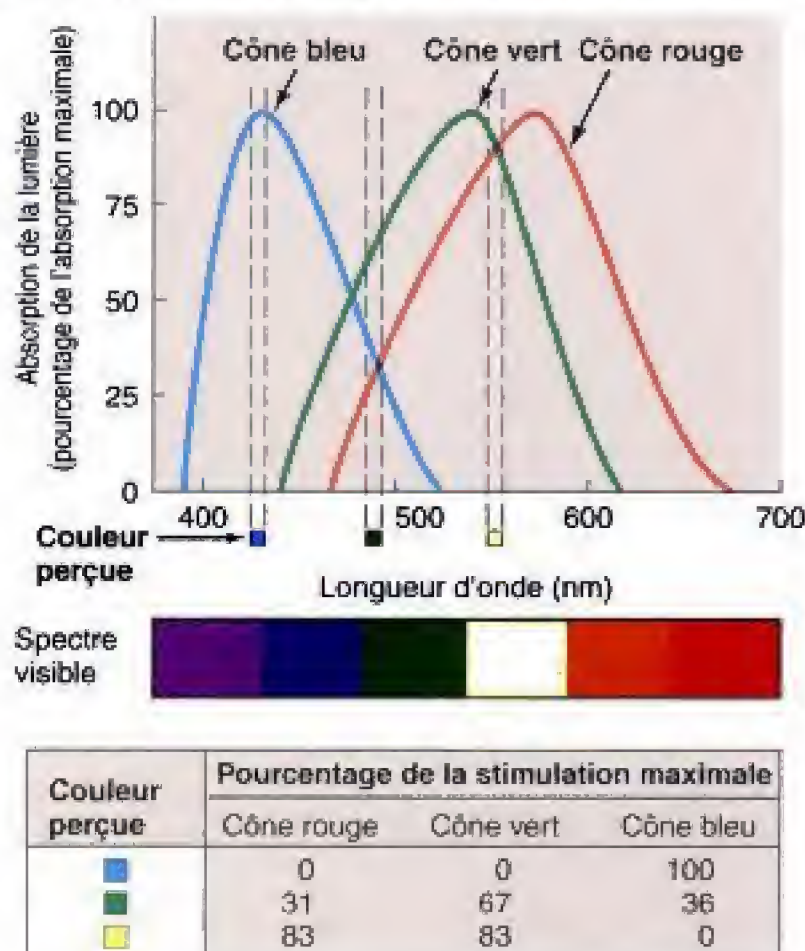 Cône bleu
Cône vert
Cône rouge
Absorption de la lumière
(pourcentage de l'absorption maximale)
100
75
50
25
0
400 500 600 700
Couleur
perçue
Longueur d'onde (nm)
Spectre
visible
Couleur
perçue
Pourcentage de la stimulation maximale
Cône rouge Cône vert Cône bleu
0 0 100
31 67 36
83 83 0